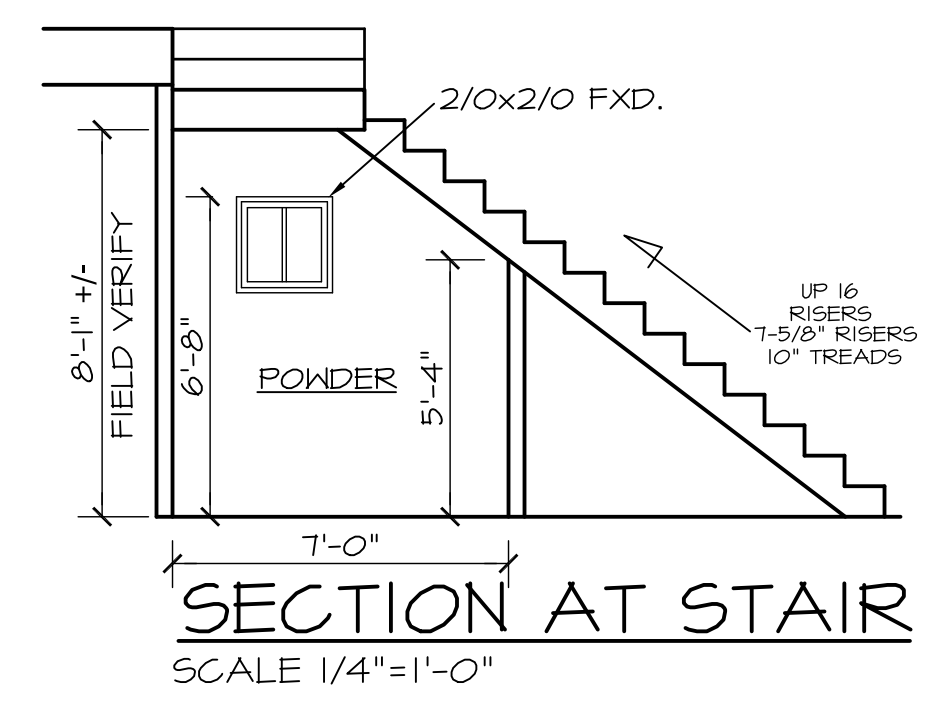 2/0x2/0 FXD.
8'-1" +/-
FIELD VERIFY
6'-8"
POWDER
5'-4"
UP 16
RISERS
7-5/8" RISERS
10" TREADS
7'-0"
SECTION AT STAIR
SCALE 1/4"=1'-0"